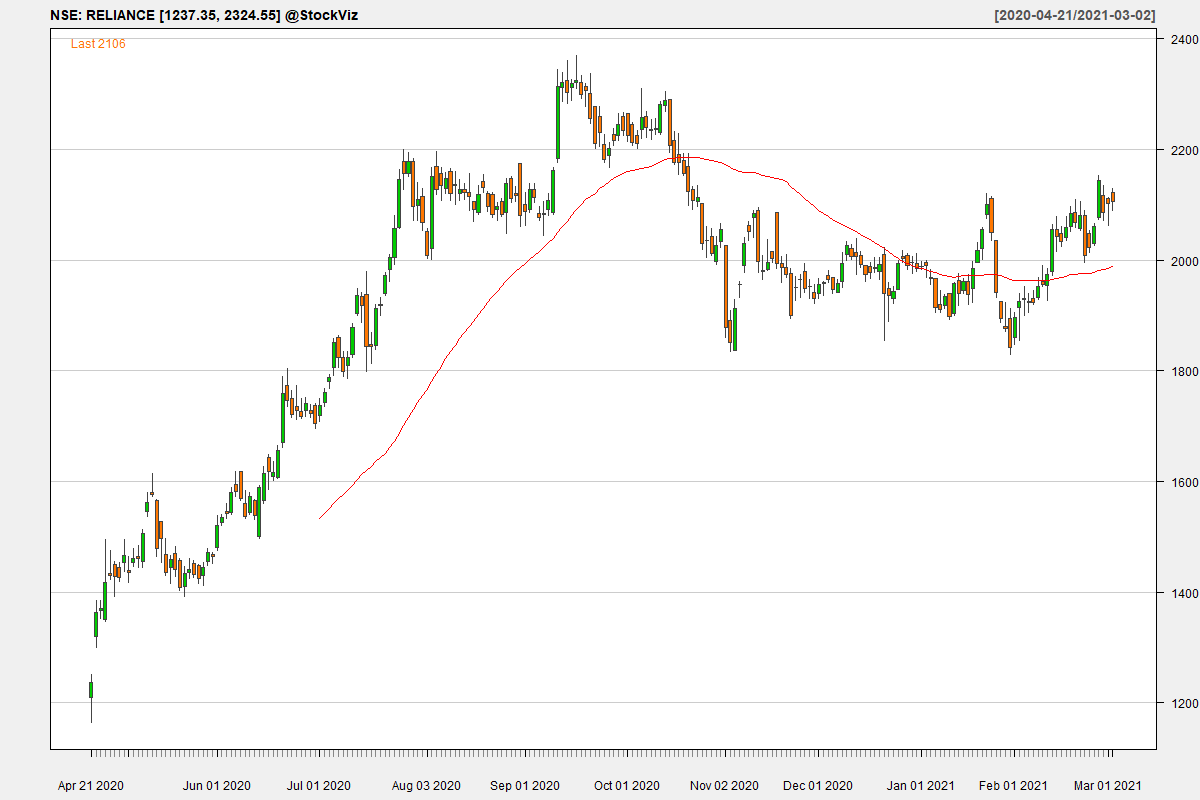 NSE: RELIANCE [1237.35, 2324.55] @StockViz [2020-04-21/2021-03-02]
Last 2106
2400
2200
2000
1800
1600
1400
1200
Apr 21 2020 Jun 01 2020 Jul 01 2020 Aug 03 2020 Sep 01 2020 Oct 01 2020 Nov 02 2020 Dec 01 2020 Jan 01 2021 Feb 01 2021 Mar 01 2021